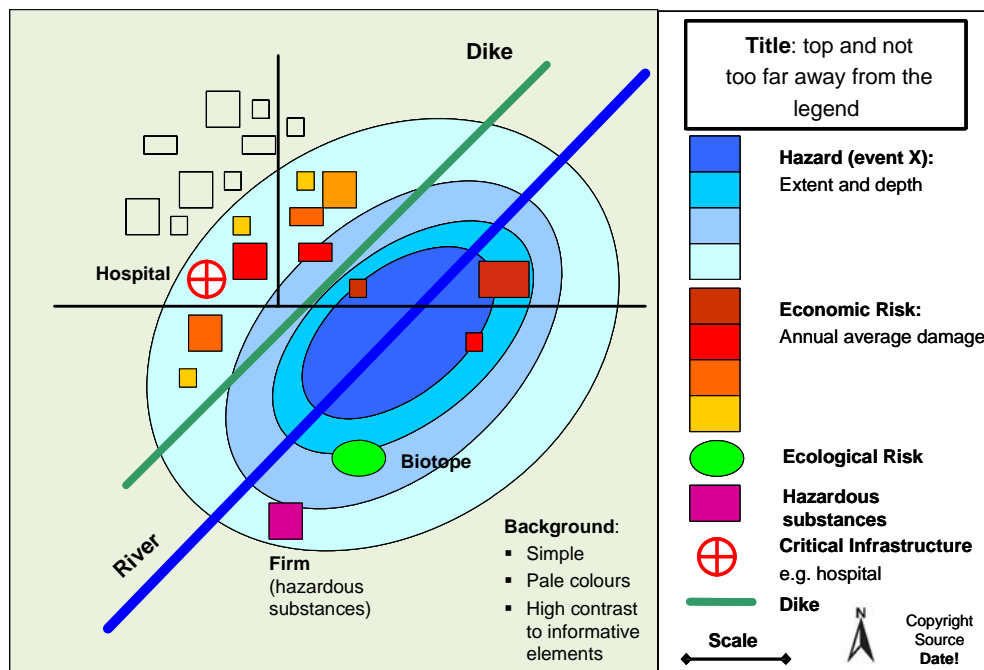 Dike
Hospital
Biotope
River
Firm
(hazardous
substances)
Background:
▪ Simple
▪ Pale colours
▪ High contrast
to informative
elements
Title: top and not
too far away from the
legend
Hazard (event X):
Extent and depth
Economic Risk:
Annual average damage
Ecological Risk
Hazardous
substances
Critical Infrastructure
e.g. hospital
Dike
Scale
N
Copyright
Source
Date!